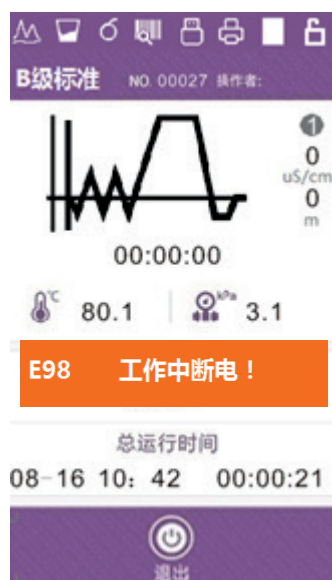 B级标准 NO. 00027 操作者:
1
0
uS/cm
0
m
00:00:00
℃ 80.1 kPa 3.1
E98 工作中断电！
总运行时间
08-16 10：42 00:00:21
退出